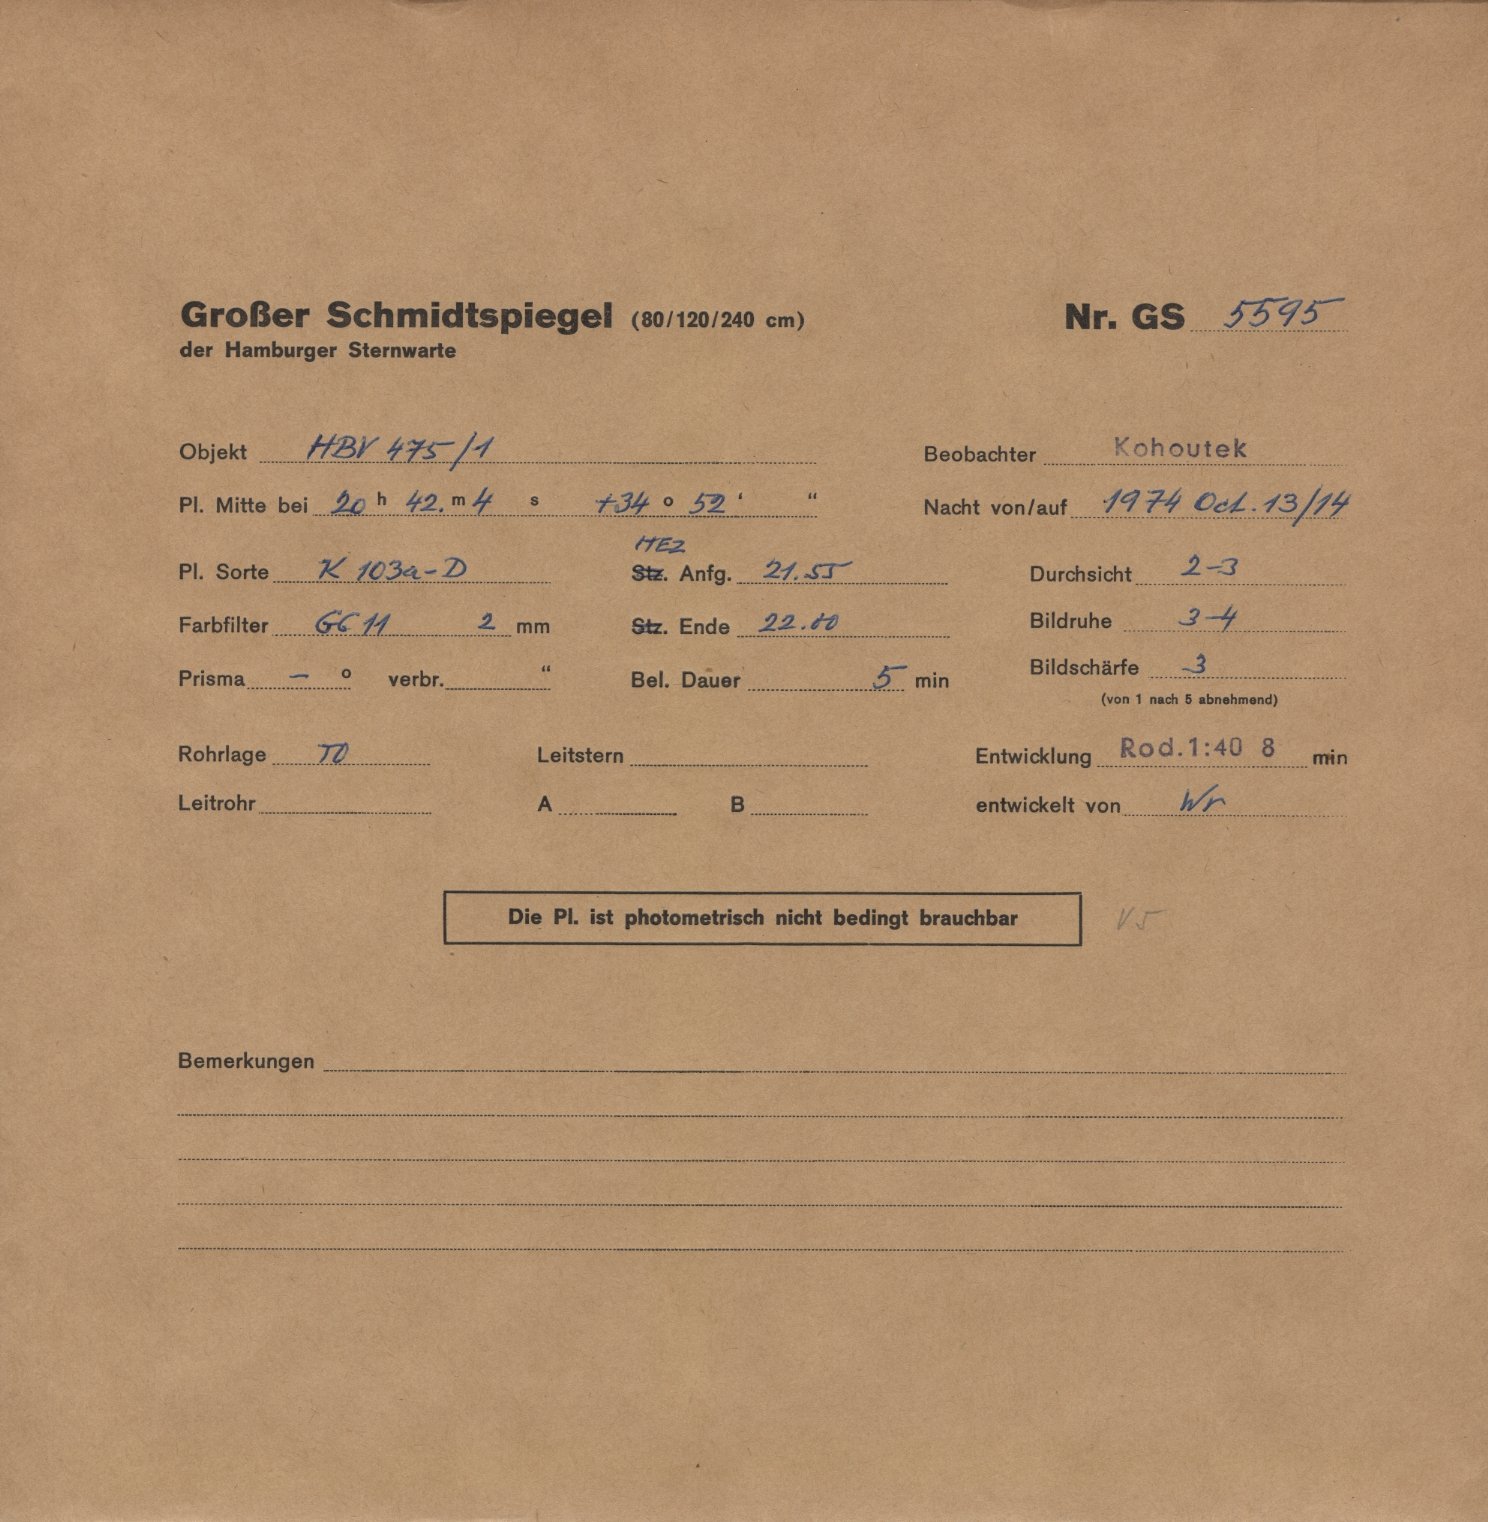 Großer Schmidtspiegel (80/120/240 cm) Nr. GS 5595
der Hamburger Sternwarte
Objekt HBV 475/1 Beobachter Kohoutek
Pl. Mitte bei 20 h 42. m 4 s +34 o 52 ‘ “ Nacht von/auf 1974 Oct. 13/14
MEZ
Pl. Sorte K 103a-D Stz. Anfg. 21.55 Durchsicht 2-3
Farbfilter GG 11 2 mm Stz. Ende 22.00 Bildruhe 3-4
Prisma – o verbr. “ Bel. Dauer 5 min Bildschärfe 3
(von 1 nach 5 abnehmend)
Rohrlage TO Leitstern Entwicklung Rod.1:40 8 min
Leitrohr A B entwickelt von Wr
Die Pl. ist photometrisch nicht bedingt brauchbar V5
Bemerkungen